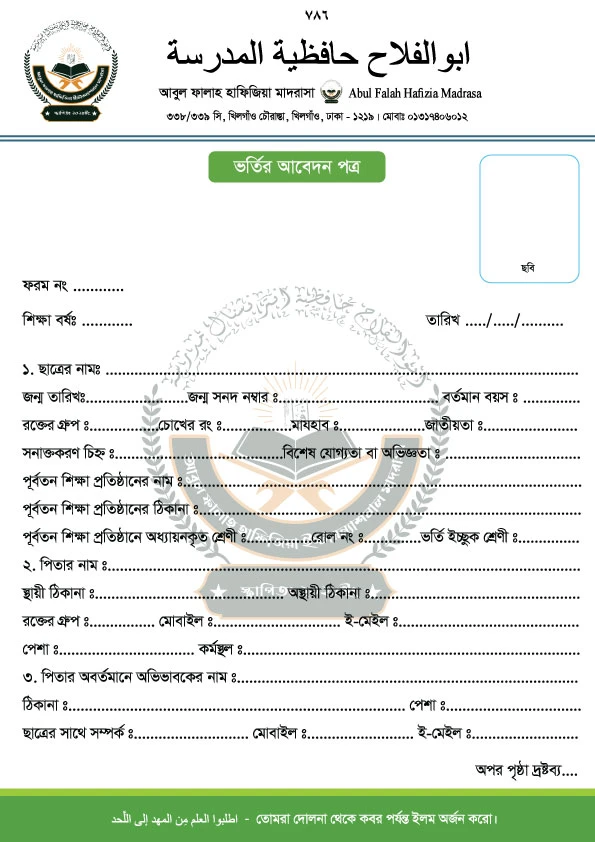 ৭৮৬
ابو الفلاح حافظية المدرسة
আবুল ফালাহ হাফিজিয়া মাদরাসা Abul Falah Hafizia Madrasa
৩৩৮/৩৩৯ সি, খিলগাঁও চৌরাস্তা, খিলগাঁও, ঢাকা - ১২১৯। মোবাঃ ০১৩১৭৪০৬০১২
ভর্তির আবেদন পত্র
ছবি
ফরম নং ............
শিক্ষা বর্ষঃ ............ তারিখ ...../...../..........
১. ছাত্রের নামঃ ..........
জন্ম তারিখঃ..........জন্ম সনদ নম্বার ঃ.......... বর্তমান বয়স ঃ ..........
রক্তের গ্রুপ ঃ..........চোখের রং ঃ..........মাযহাব ঃ..........জাতীয়তা ঃ..........
সনাক্তকরণ চিহ্ন ঃ..........বিশেষ যোগ্যতা বা অভিজ্ঞতা ঃ ..........
পূর্বতন শিক্ষা প্রতিষ্ঠানের নাম ঃ..........
পূর্বতন শিক্ষা প্রতিষ্ঠানের ঠিকানা ঃ..........
পূর্বতন শিক্ষা প্রতিষ্ঠানে অধ্যায়নকৃত শ্রেণী ঃ..........রোল নং ঃ..........ভর্তি ইচ্ছুক শ্রেণী ঃ..........
২. পিতার নাম ঃ..........
স্থায়ী ঠিকানা ঃ.......... অস্থায়ী ঠিকানা ঃ..........
রক্তের গ্রুপ ঃ.......... মোবাইল ঃ.......... ই-মেইল ঃ..........
পেশা ঃ.......... কর্মস্থল ঃ..........
৩. পিতার অবর্তমানে অভিভাবকের নাম ঃ..........
ঠিকানা ঃ.......... পেশা ঃ..........
ছাত্রের সাথে সম্পর্ক ঃ.......... মোবাইল ঃ.......... ই-মেইল ঃ..........
অপর পৃষ্ঠা দ্রষ্টব্য....
اطلبوا العلم مِن المهد إلى اللَّحد - তোমরা দোলনা থেকে কবর পর্যন্ত ইলম অর্জন করো।